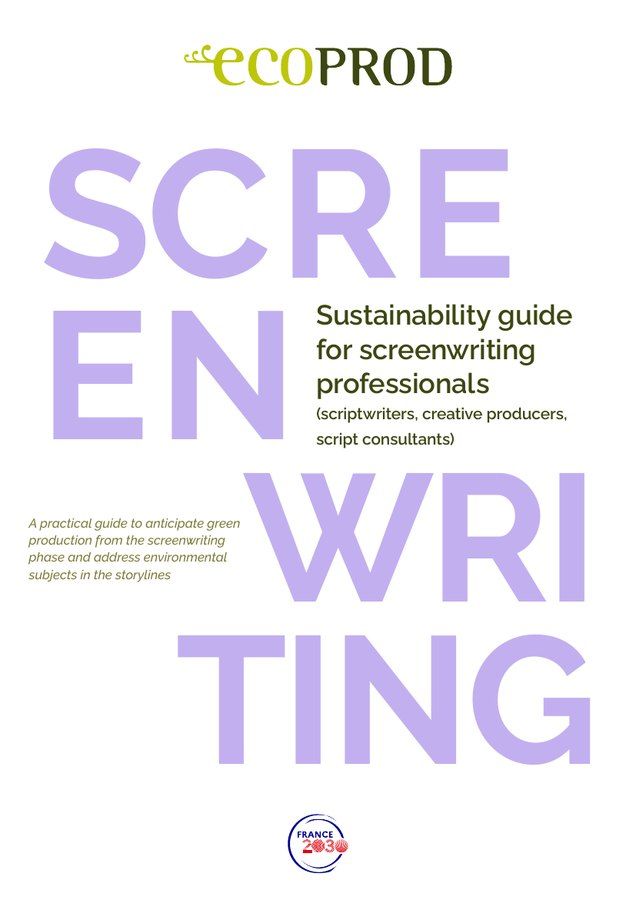 ecoPROD
SCRE
EN
Sustainability guide
for screenwriting
professionals
(scriptwriters, creative producers,
script consultants)
WRI
A practical guide to anticipate green
production from the screenwriting
phase and address environmental
subjects in the storylines
TING
FRANCE
2030